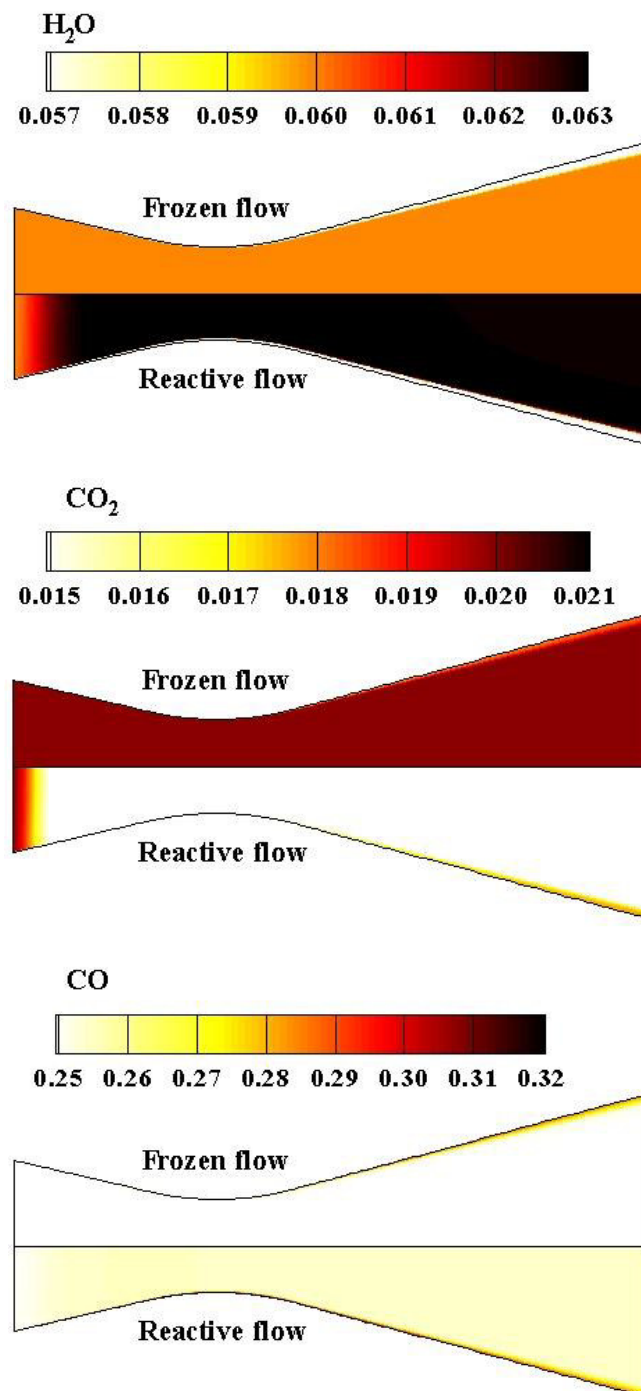 H₂O
0.057 0.058 0.059 0.060 0.061 0.062 0.063
Frozen flow
Reactive flow
CO₂
0.015 0.016 0.017 0.018 0.019 0.020 0.021
Frozen flow
Reactive flow
CO
0.25 0.26 0.27 0.28 0.29 0.30 0.31 0.32
Frozen flow
Reactive flow